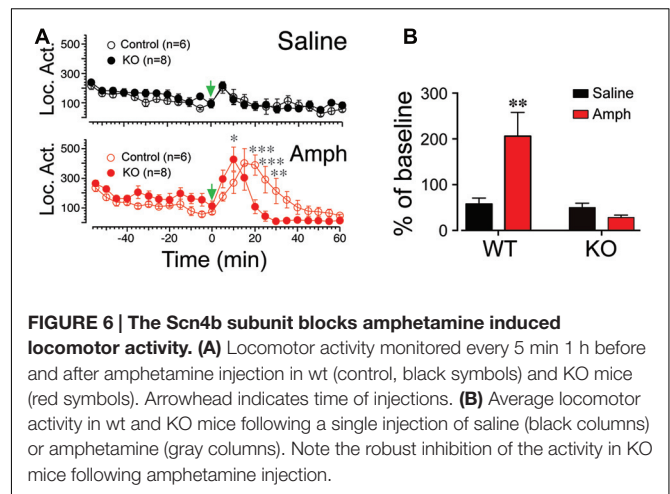 A
500
300
100
Loc. Act.
Control (n=6)
KO (n=8)
Saline
500
300
100
Loc. Act.
Control (n=6)
KO (n=8)
Amph
*
***
***
***
**
-40 -20 0 20 40 60
Time (min)
B
Saline
Amph
300
200
100
0
% of baseline
**
WT KO
FIGURE 6 | The Scn4b subunit blocks amphetamine induced
locomotor activity. (A) Locomotor activity monitored every 5 min 1 h before
and after amphetamine injection in wt (control, black symbols) and KO mice
(red symbols). Arrowhead indicates time of injections. (B) Average locomotor
activity in wt and KO mice following a single injection of saline (black columns)
or amphetamine (gray columns). Note the robust inhibition of the activity in KO
mice following amphetamine injection.